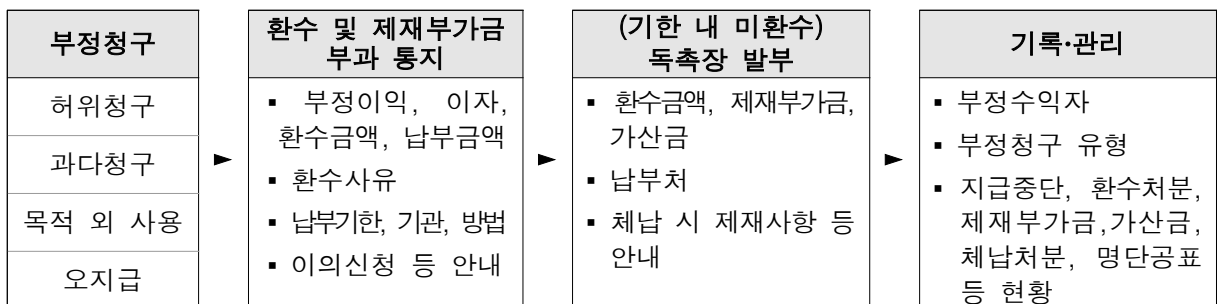 부정청구
허위청구
과다청구
목적 외 사용
오지급
►
환수 및 제재부가금
부과 통지
▪ 부정이익, 이자,
환수금액, 납부금액
▪ 환수사유
▪ 납부기한, 기관, 방법
▪ 이의신청 등 안내
►
(기한 내 미환수)
독촉장 발부
▪ 환수금액, 제재부가금,
가산금
▪ 납부처
▪ 체납 시 제재사항 등
안내
►
기록·관리
▪ 부정수익자
▪ 부정청구 유형
▪ 지급중단, 환수처분,
제재부가금,가산금,
체납처분, 명단공표
등 현황